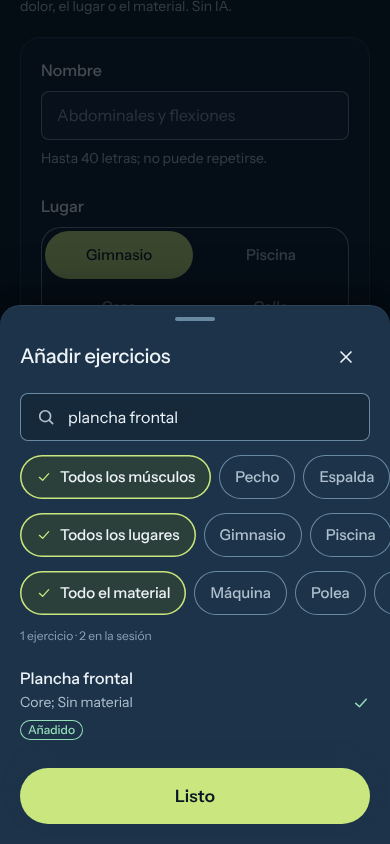 dolor, el lugar o el material. Sin IA.
Nombre
Abdominales y flexiones
Hasta 40 letras; no puede repetirse.
Lugar
Gimnasio Piscina
Casa Calle
Añadir ejercicios
plancha frontal
Todos los músculos Pecho Espalda
Todos los lugares Gimnasio Piscina
Todo el material Máquina Polea
1 ejercicio · 2 en la sesión
Plancha frontal
Core; Sin material
Añadido
Listo